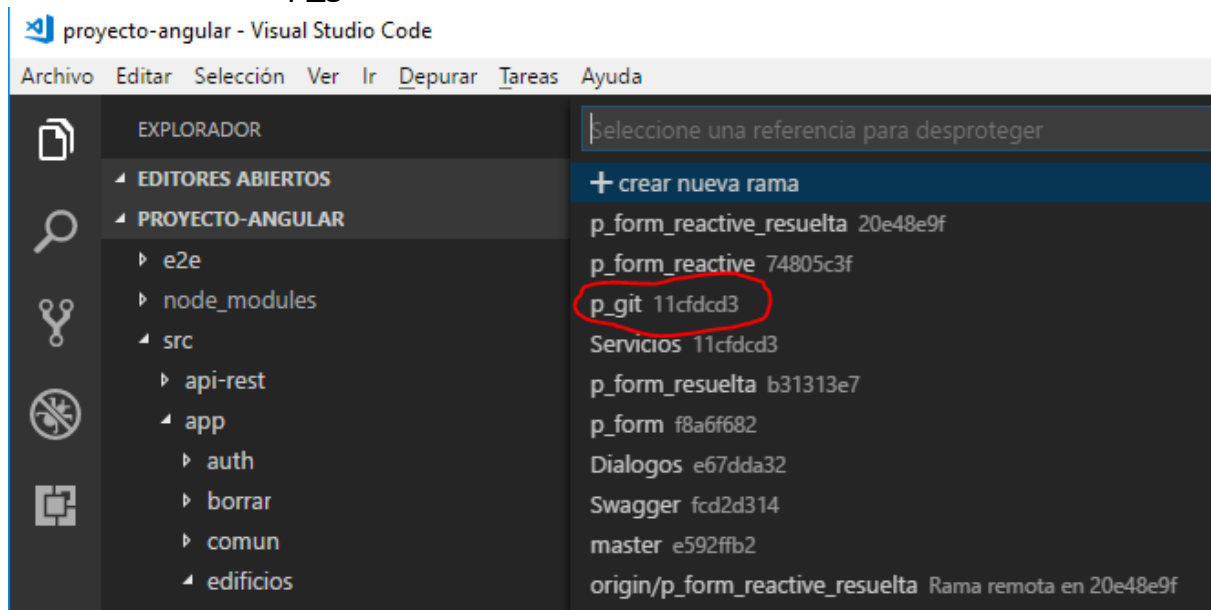 proyecto-angular - Visual Studio Code
Archivo Editar Selección Ver Ir Depurar Tareas Ayuda
EXPLORADOR
EDITORES ABIERTOS
PROYECTO-ANGULAR
e2e
node_modules
src
api-rest
app
auth
borrar
comun
edificios
Seleccione una referencia para desproteger
+ crear nueva rama
p_form_reactive_resuelta 20e48e9f
p_form_reactive 74805c3f
p_git 11cfdcd3
Servicios 11cfdcd3
p_form_resuelta b31313e7
p_form f8a6f682
Dialogos e67dda32
Swagger fcd2d314
master e592ffb2
origin/p_form_reactive_resuelta Rama remota en 20e48e9f